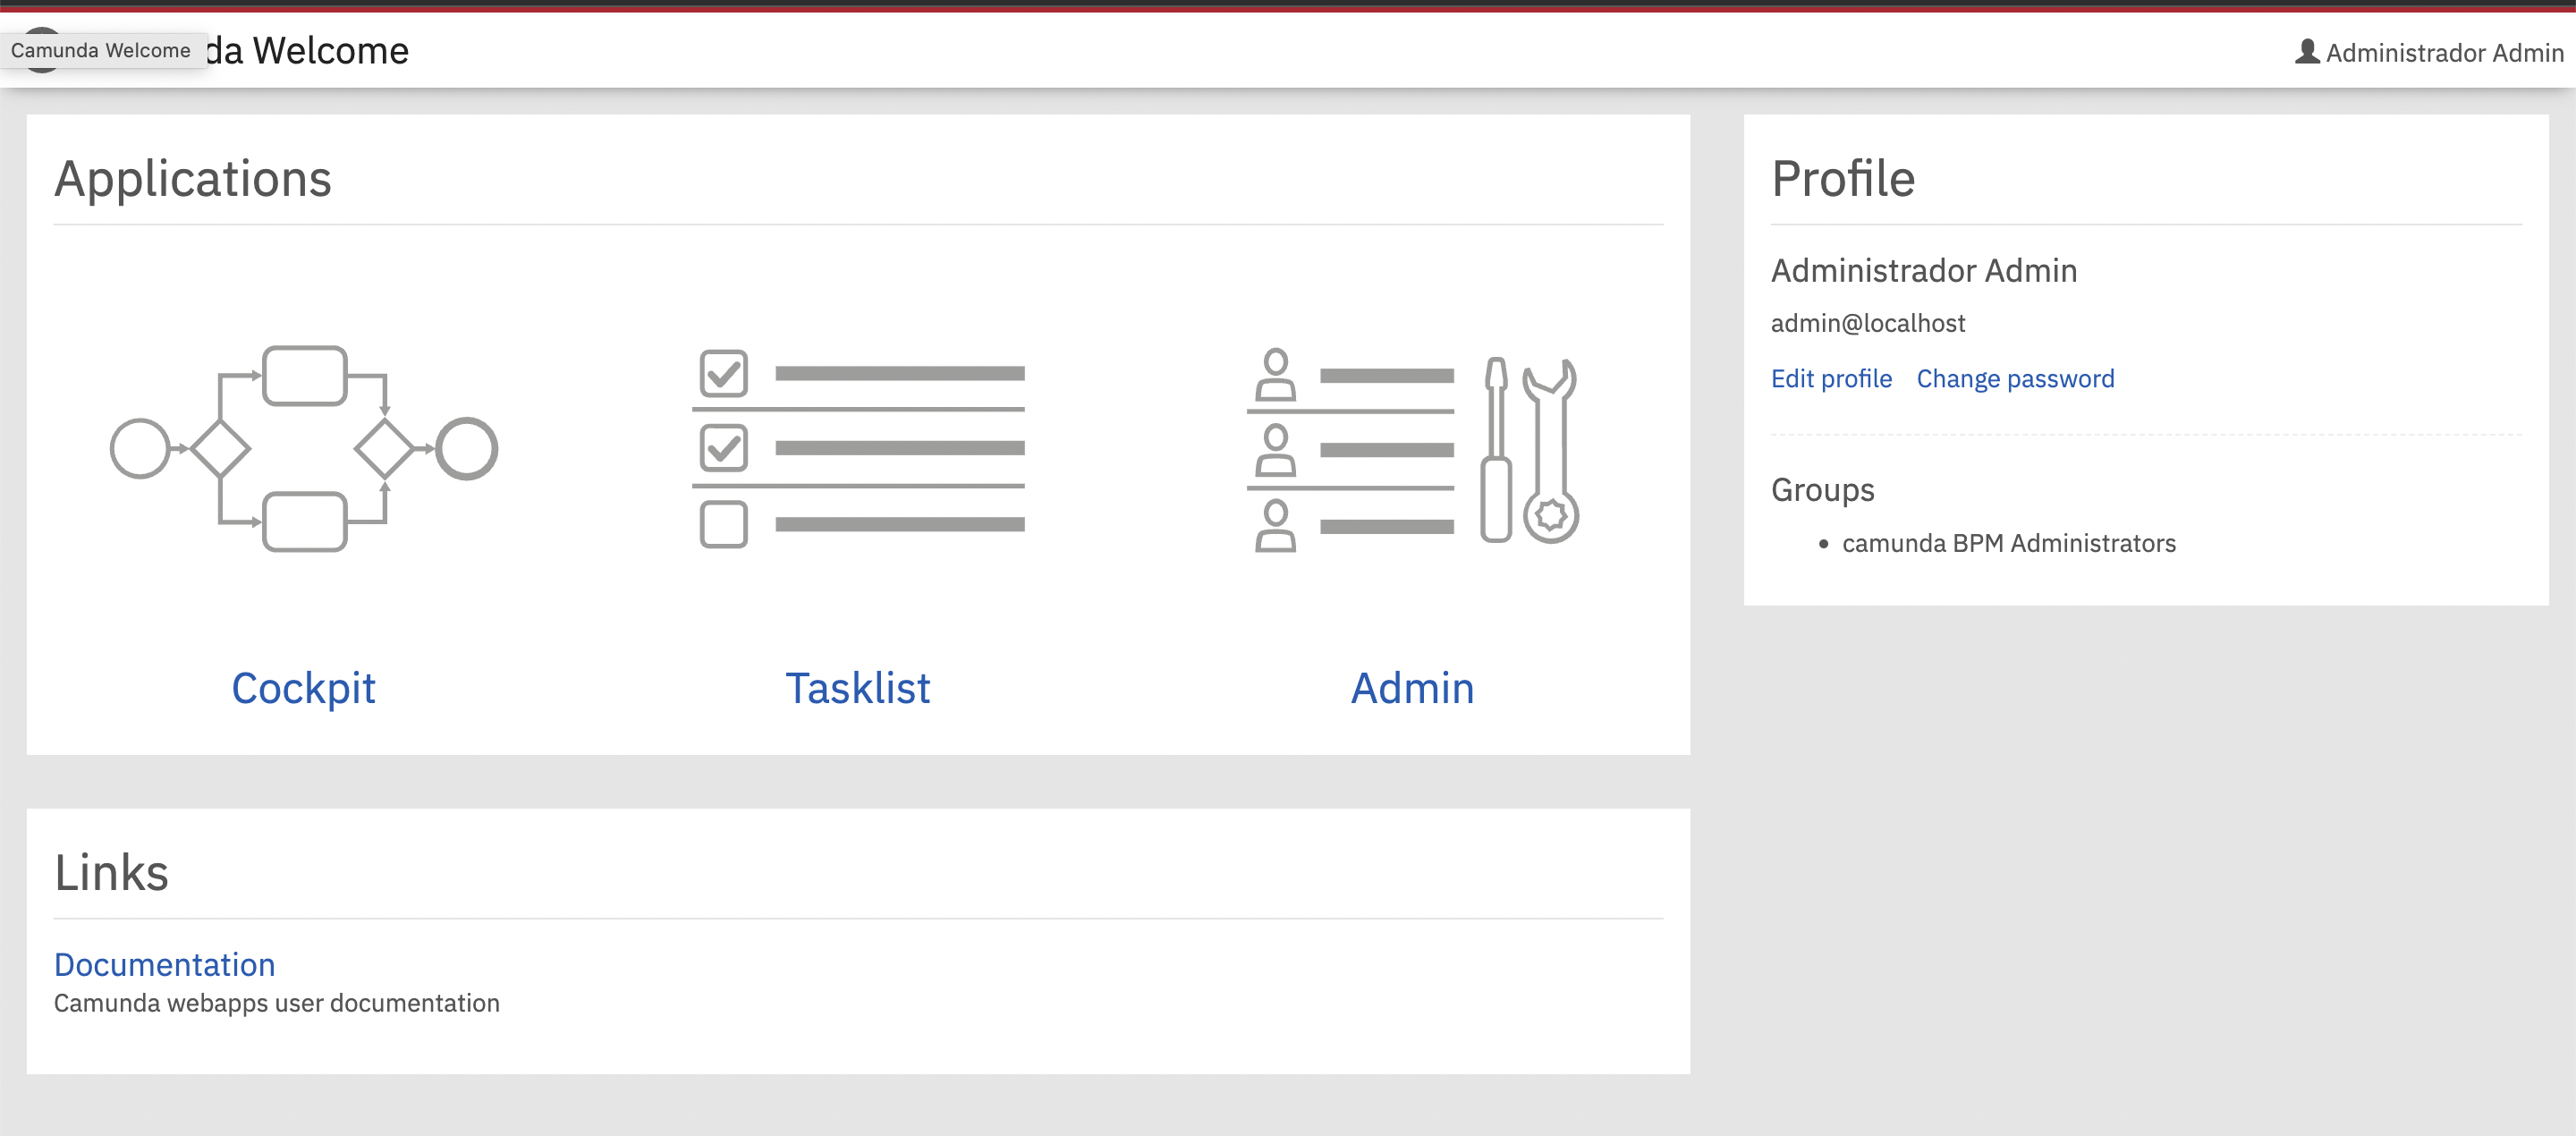 Camunda Welcome
da Welcome
Administrador Admin
Applications
Cockpit
Tasklist
Admin
Links
Documentation
Camunda webapps user documentation
Profile
Administrador Admin
admin@localhost
Edit profile Change password
Groups
camunda BPM Administrators